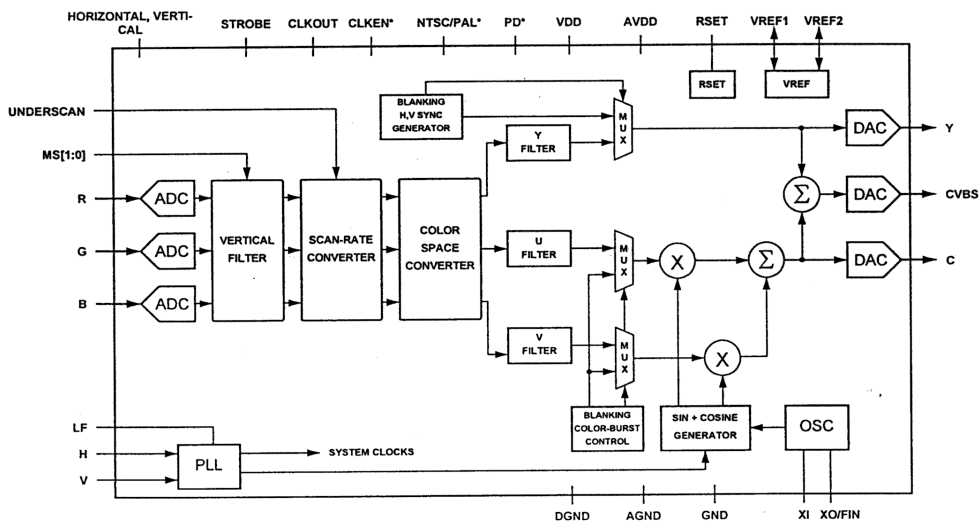 HORIZONTAL, VERTI-
CAL
STROBE
CLKOUT
CLKEN*
NTSC/PAL*
PD*
VDD
AVDD
RSET
VREF1
VREF2
RSET
VREF
UNDERSCAN
BLANKING
H,V SYNC
GENERATOR
MUX
Y
FILTER
DAC
Y
MS[1:0]
R
ADC
G
ADC
B
ADC
VERTICAL
FILTER
SCAN-RATE
CONVERTER
COLOR
SPACE
CONVERTER
Σ
DAC
CVBS
U
FILTER
MUX
X
Σ
DAC
C
V
FILTER
MUX
X
BLANKING
COLOR-BURST
CONTROL
SIN + COSINE
GENERATOR
OSC
LF
H
V
PLL
SYSTEM CLOCKS
DGND
AGND
GND
XI
XO/FIN